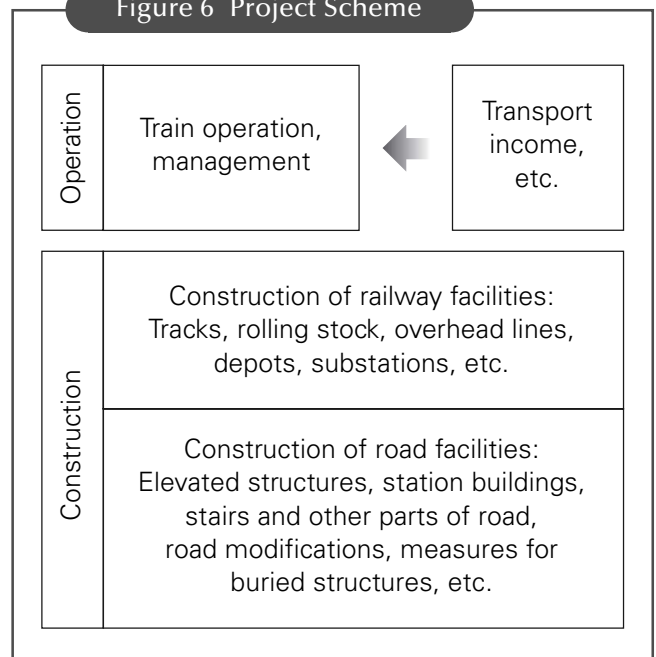 Figure 6 Project Scheme
Operation
Train operation,
management
Transport
income,
etc.
Construction
Construction of railway facilities:
Tracks, rolling stock, overhead lines,
depots, substations, etc.
Construction of road facilities:
Elevated structures, station buildings,
stairs and other parts of road,
road modifications, measures for
buried structures, etc.